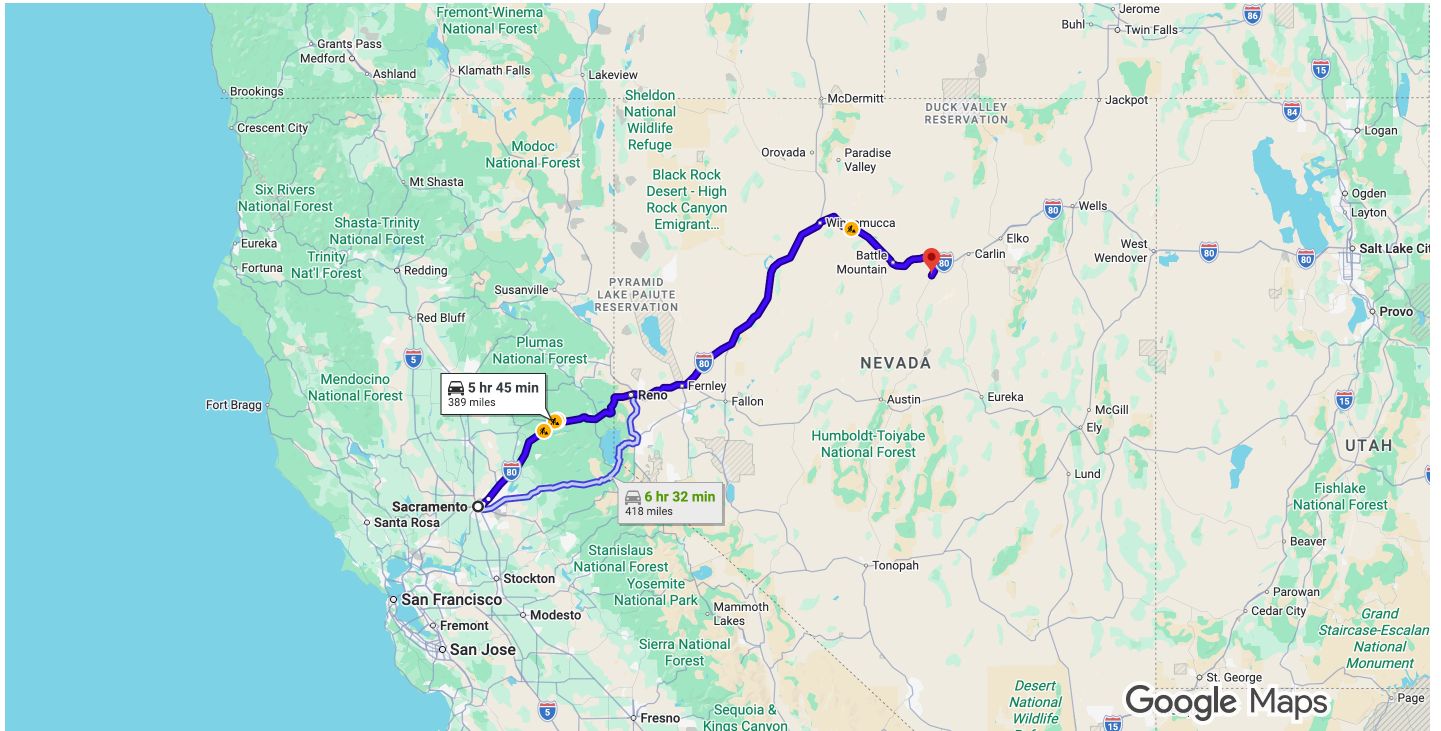 Fremont-Winema
National Forest
Jerome
Buhl
86
Twin Falls
Grants Pass
Medford
Ashland
Klamath Falls
Lakeview
15
Brookings
Sheldon
National
Wildlife
Refuge
McDermitt
DUCK VALLEY
RESERVATION
Jackpot
84
Crescent City
Logan
Modoc
National Forest
Orovada
Paradise
Valley
Mt Shasta
Black Rock
Desert - High
Rock Canyon
Emigrant...
Six Rivers
National Forest
Ogden
Layton
80
Wells
Shasta-Trinity
National Forest
Winnemucca
Eureka
Trinity
Nat'l Forest
Fortuna
Redding
Elko
Carlin
80
Battle
Mountain
West
Wendover
80
80
Salt Lake Cit
Susanville
PYRAMID
LAKE PAIUTE
RESERVATION
Red Bluff
Provo
Plumas
National Forest
5
80
NEVADA
Mendocino
National Forest
5 hr 45 min
389 miles
Reno
Fernley
Fallon
Austin
Eureka
McGill
15
Fort Bragg
Ely
Humboldt-Toiyabe
National Forest
UTAH
80
Lund
6 hr 32 min
418 miles
Sacramento
Santa Rosa
Fishlake
National Forest
Beaver
Stanislaus
National Forest
Yosemite
National Park
Tonopah
Stockton
San Francisco
Modesto
Mammoth
Lakes
Parowan
Cedar City
Grand
Staircase-Escalan
National
Monument
Fremont
San Jose
Sierra National
Forest
St. George
Desert
National
Wildlife
Google Maps
Page
5
Fresno
Sequoia &
Kings Canyon
15